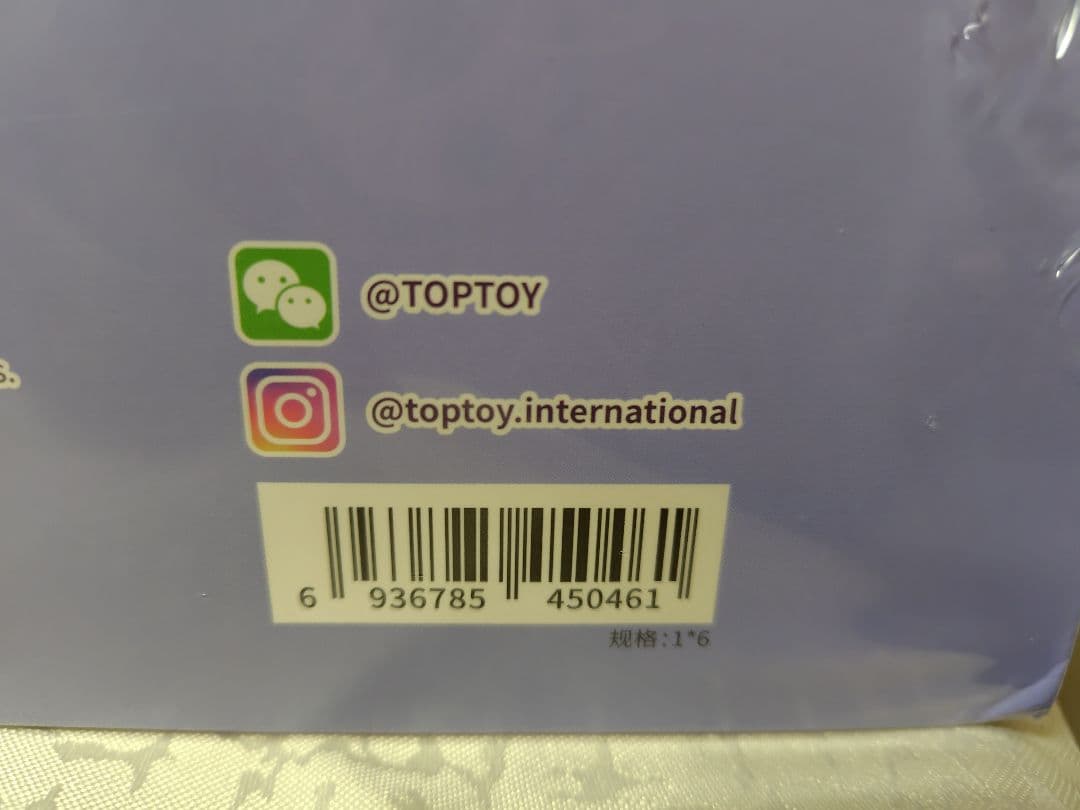 @TOPTOY
s.
@toptoy.international
6 936785 450461
规格:1*6